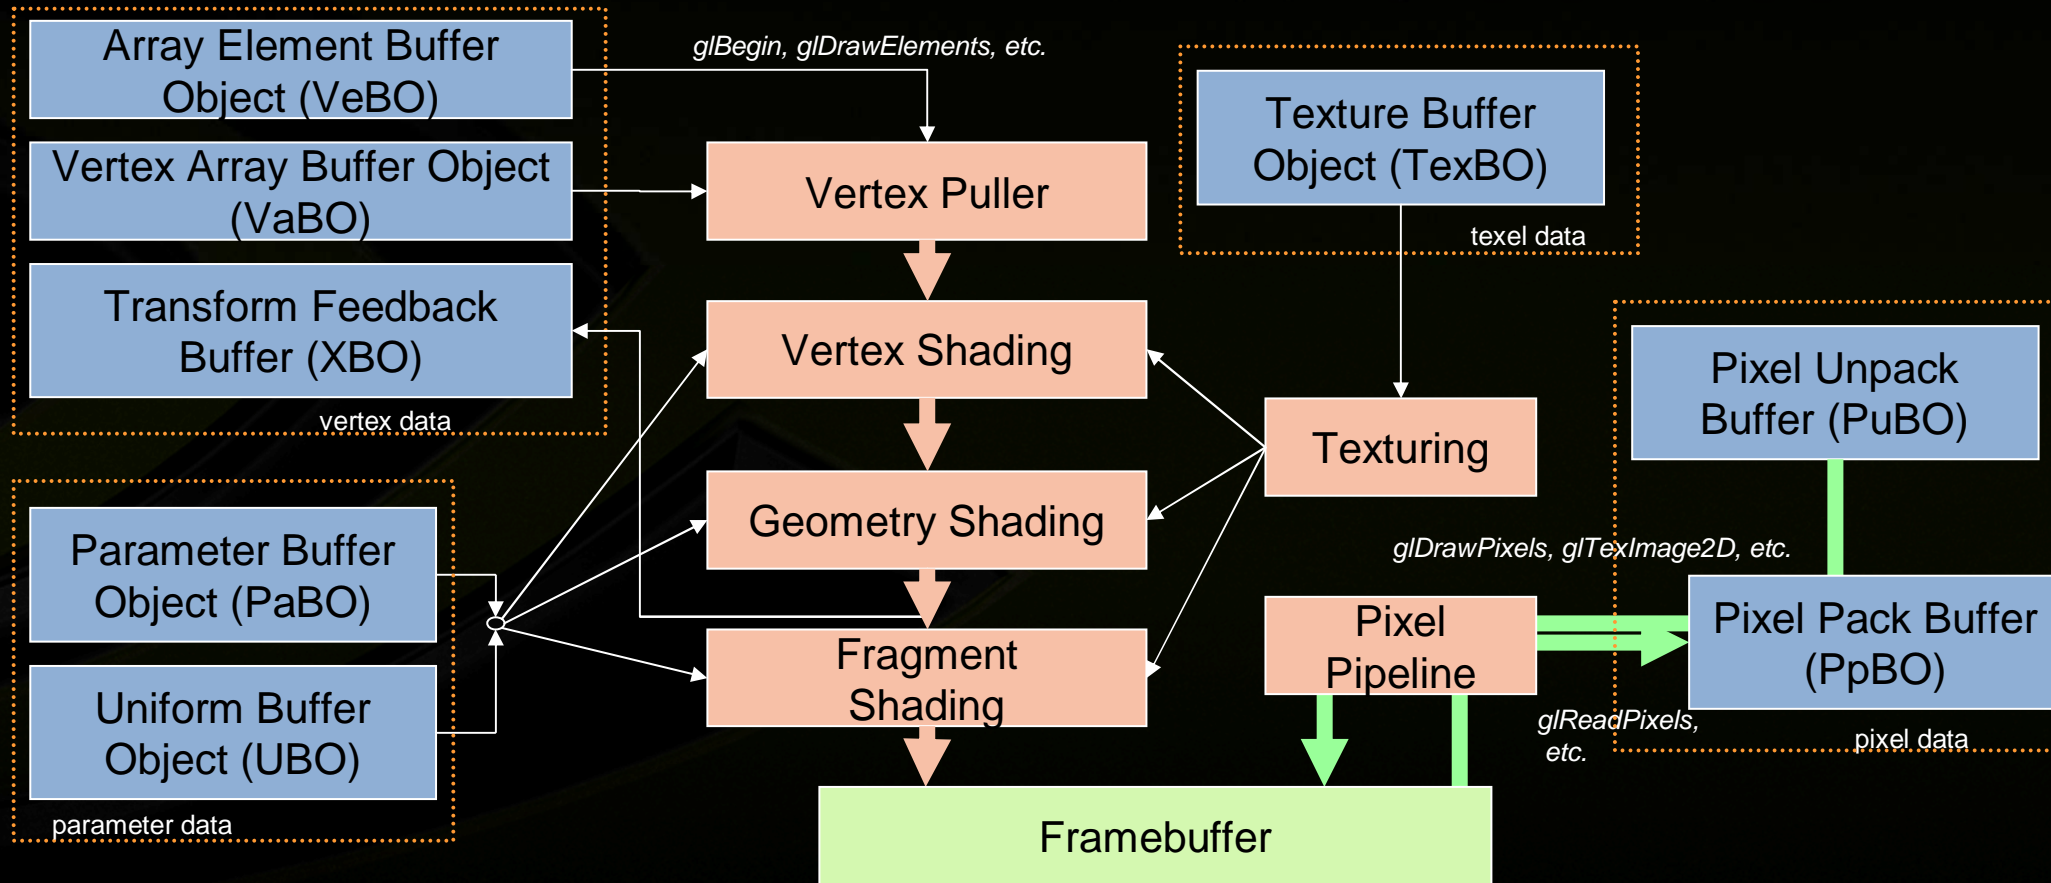 Array Element Buffer
Object (VeBO)
glBegin, glDrawElements, etc.
Vertex Array Buffer Object
(VaBO)
Transform Feedback
Buffer (XBO)
vertex data
Vertex Puller
Texture Buffer
Object (TexBO)
texel data
Vertex Shading
Texturing
Pixel Unpack
Buffer (PuBO)
Geometry Shading
glDrawPixels, glTexImage2D, etc.
Parameter Buffer
Object (PaBO)
Uniform Buffer
Object (UBO)
parameter data
Fragment
Shading
Pixel
Pipeline
Pixel Pack Buffer
(PpBO)
glReadPixels,
etc.
pixel data
Framebuffer